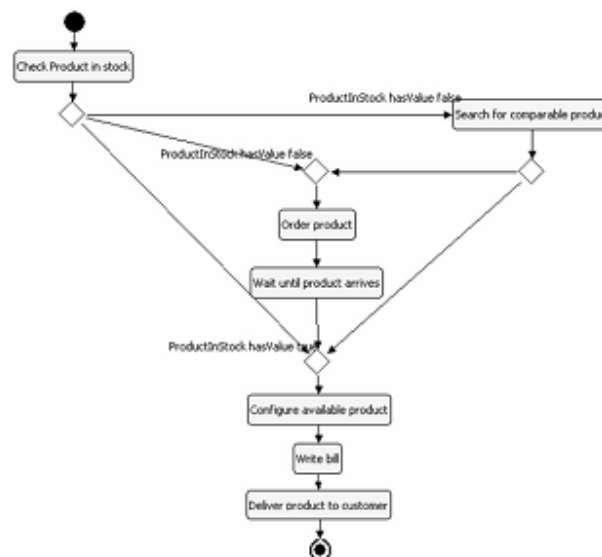 Check Product in stock
ProductInStock hasValue false
Search for comparable product
ProductInStock hasValue false
Order product
Wait until product arrives
ProductInStock hasValue true
Configure available product
Write bill
Deliver product to customer